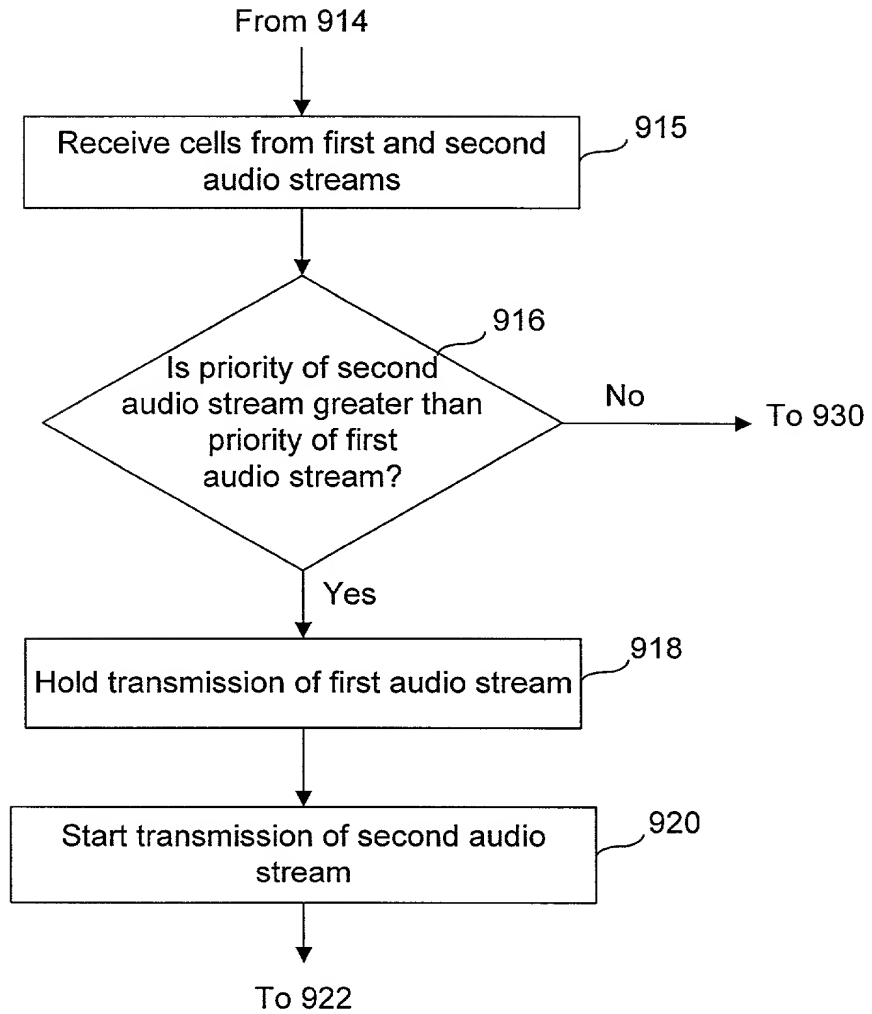 From 914
Receive cells from first and second
audio streams
915
916
Is priority of second
audio stream greater than
priority of first
audio stream?
No
To 930
Yes
Hold transmission of first audio stream
918
Start transmission of second audio
stream
920
To 922